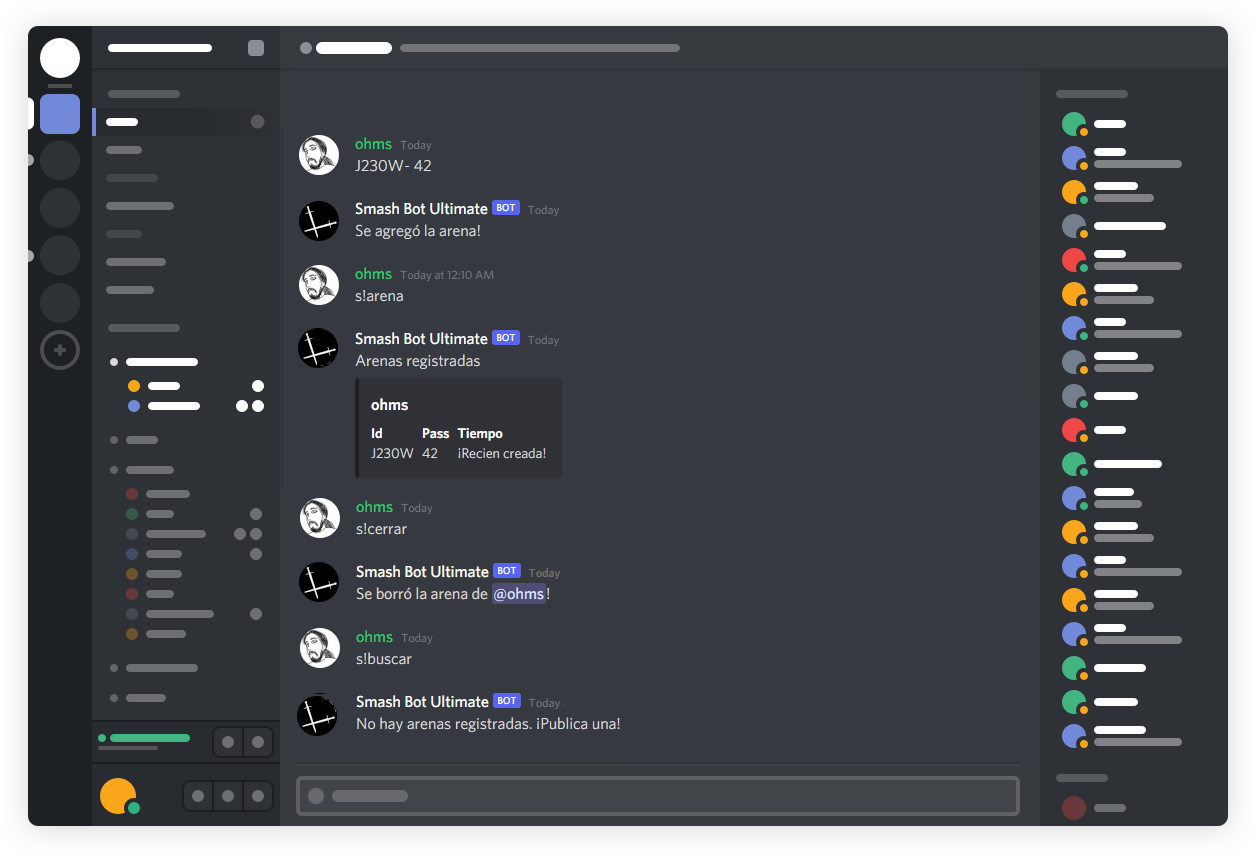 ohms Today
J230W- 42
Smash Bot Ultimate BOT Today
Se agregó la arena!
ohms Today at 12:10 AM
s!arena
Smash Bot Ultimate BOT Today
Arenas registradas
ohms
Id Pass Tiempo
J230W 42 ¡Recien creada!
ohms Today
s!cerrar
Smash Bot Ultimate BOT Today
Se borró la arena de @ohms!
ohms Today
s!buscar
Smash Bot Ultimate BOT Today
No hay arenas registradas. ¡Publica una!